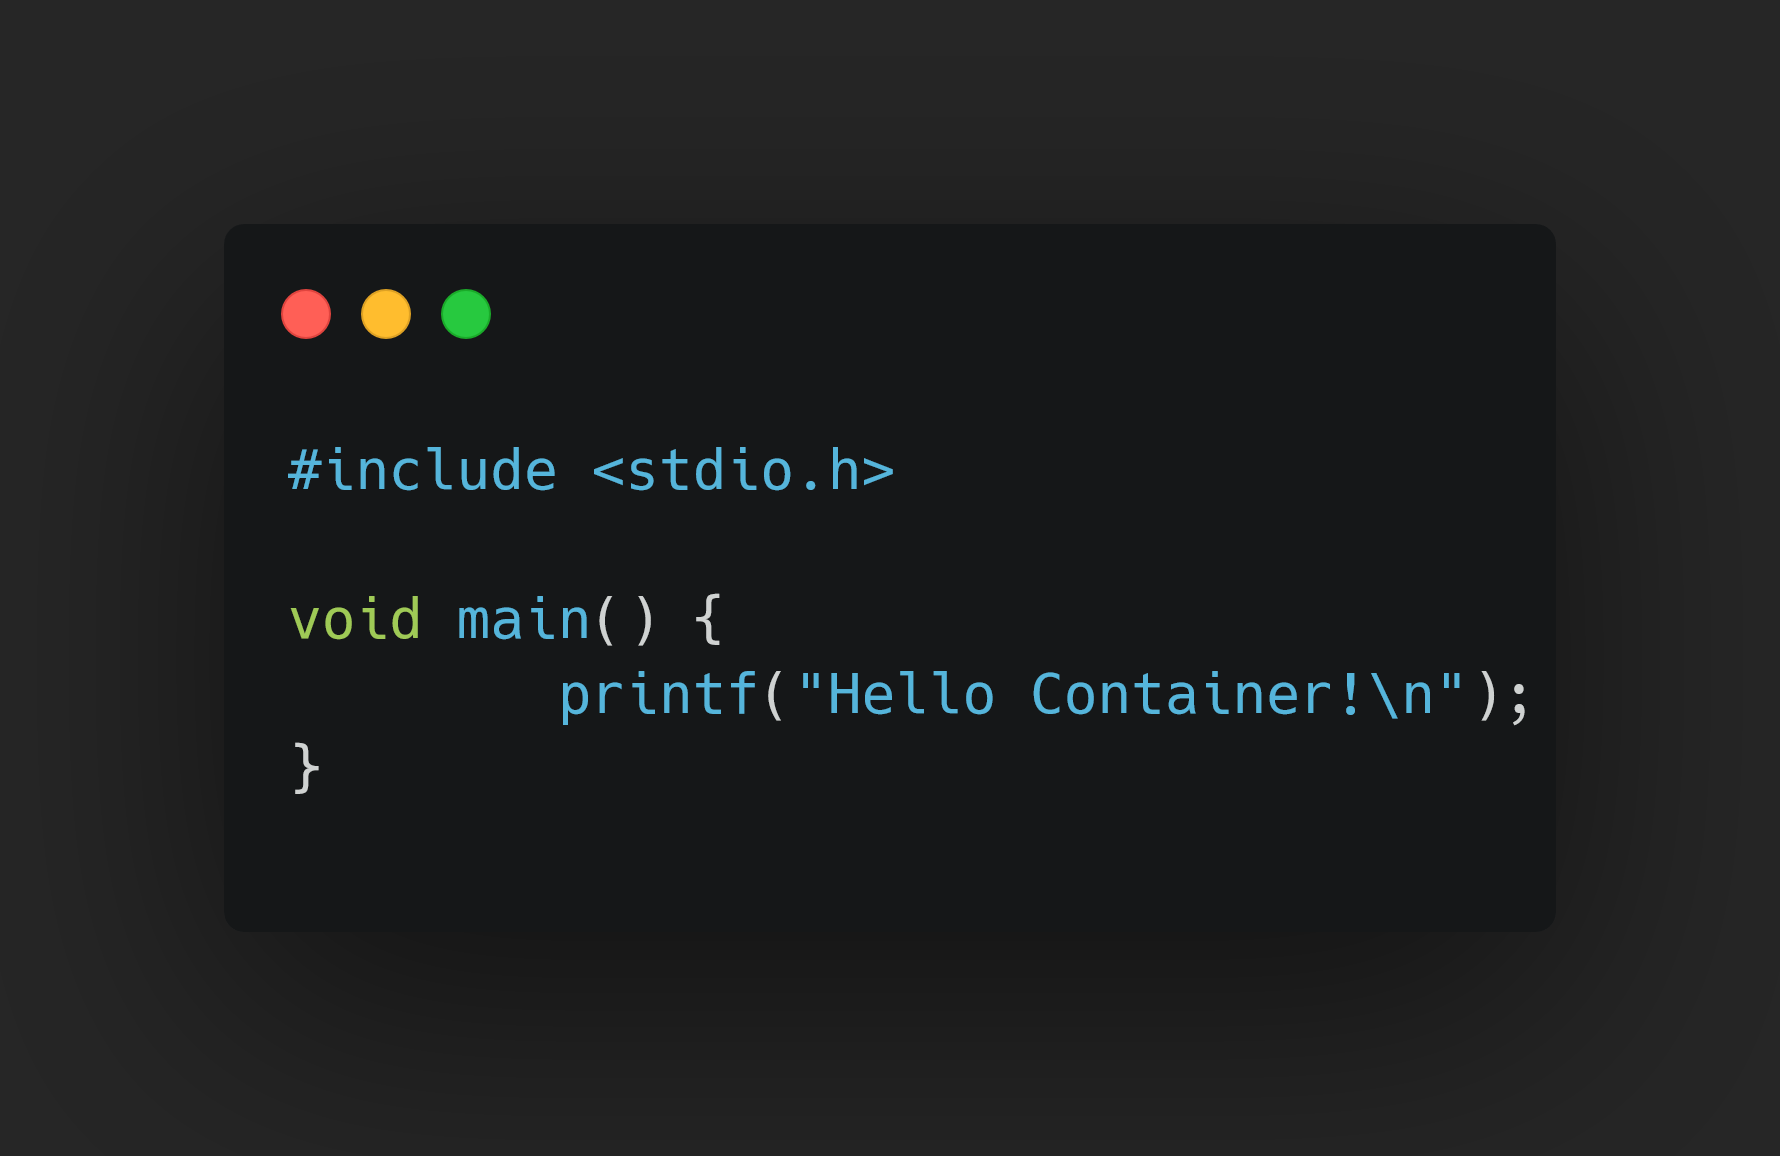 #include <stdio.h>
void main() {
        printf("Hello Container!\n");
}